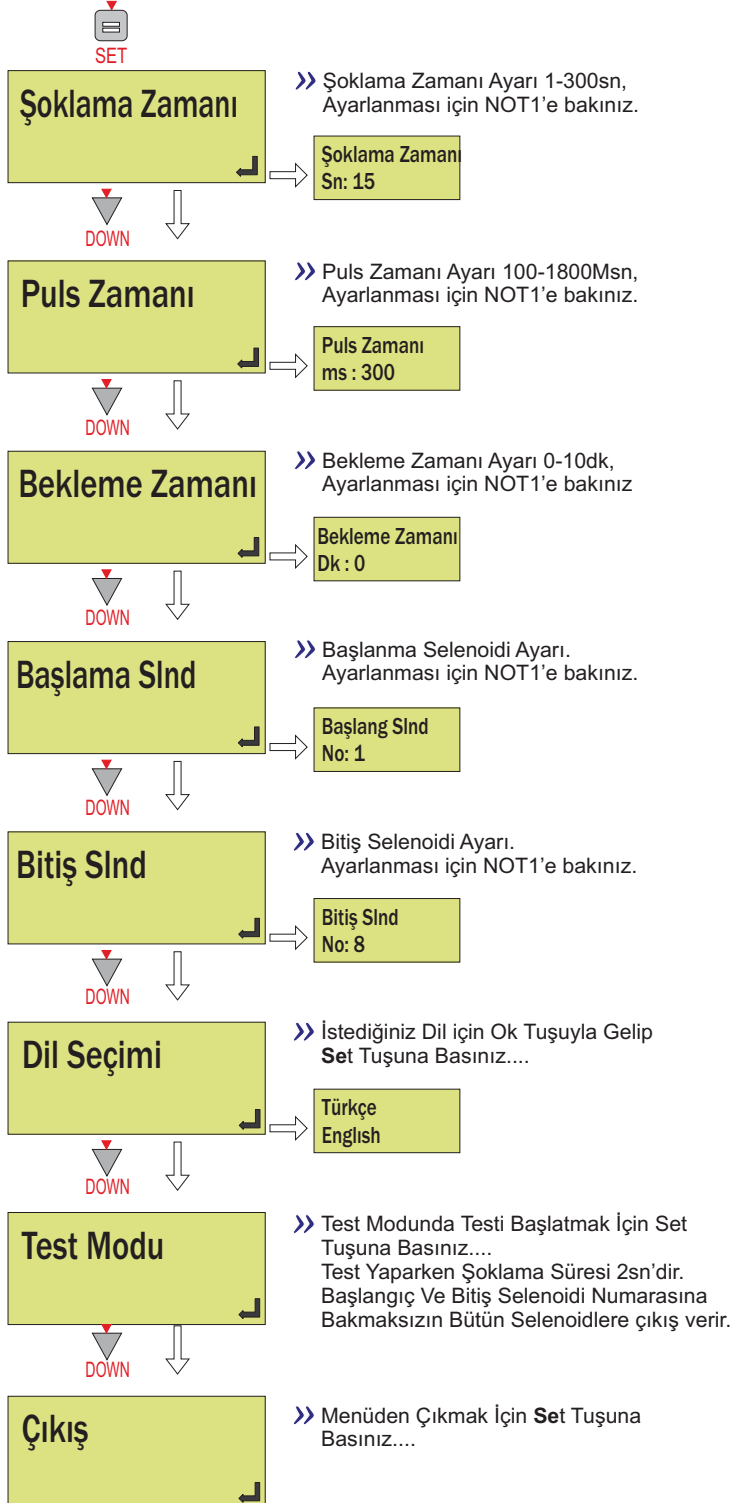 SET
Şoklama Zamanı
>> Şoklama Zamanı Ayarı 1-300sn,
Ayarlanması için NOT1'e bakınız.
Şoklama Zamanı
Sn: 15
DOWN
Puls Zamanı
>> Puls Zamanı Ayarı 100-1800Msn,
Ayarlanması için NOT1'e bakınız.
Puls Zamanı
ms : 300
DOWN
Bekleme Zamanı
>> Bekleme Zamanı Ayarı 0-10dk,
Ayarlanması için NOT1'e bakınız
Bekleme Zamanı
Dk : 0
DOWN
Başlama Slnd
>> Başlanma Selenoidi Ayarı.
Ayarlanması için NOT1'e bakınız.
Başlang Slnd
No: 1
DOWN
Bitiş Slnd
>> Bitiş Selenoidi Ayarı.
Ayarlanması için NOT1'e bakınız.
Bitiş Slnd
No: 8
DOWN
Dil Seçimi
>> İstediğiniz Dil için Ok Tuşuyla Gelip
Set Tuşuna Basınız....
Türkçe
Englısh
DOWN
Test Modu
>> Test Modunda Testi Başlatmak İçin Set
Tuşuna Basınız....
Test Yaparken Şoklama Süresi 2sn'dir.
Başlangıç Ve Bitiş Selenoidi Numarasına
Bakmaksızın Bütün Selenoidlere çıkış verir.
DOWN
Çıkış
>> Menüden Çıkmak İçin Set Tuşuna
Basınız....